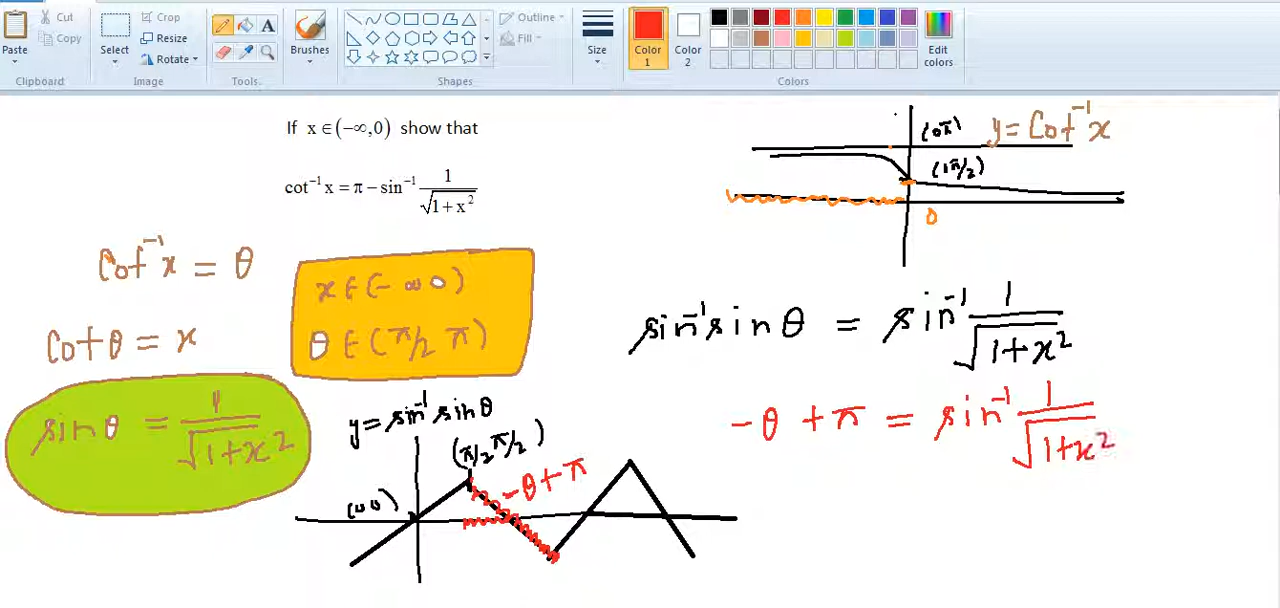 Paste
Cut
Copy
Clipboard
Select
Crop
Resize
Rotate
Image
A
Tools
Brushes
Shapes
Outline
Fill
Size
Color 1
Color 2
Colors
Edit colors
If x ∈ (−∞,0) show that
cot⁻¹ x = π − sin⁻¹ 1/√(1+x²)
(0 π)
y = Cot⁻¹ x
(1 π/2)
0
Cot⁻¹ x = θ
Cot θ = x
sin θ = 1/√(1+x²)
x ∈ (- ∞ 0)
θ ∈ (π/2 π)
y = sin⁻¹ sin θ
(π/2 π/2)
(0 0)
-θ+π
sin⁻¹ sin θ = sin⁻¹ 1/√(1+x²)
-θ + π = sin⁻¹ 1/√(1+x²)